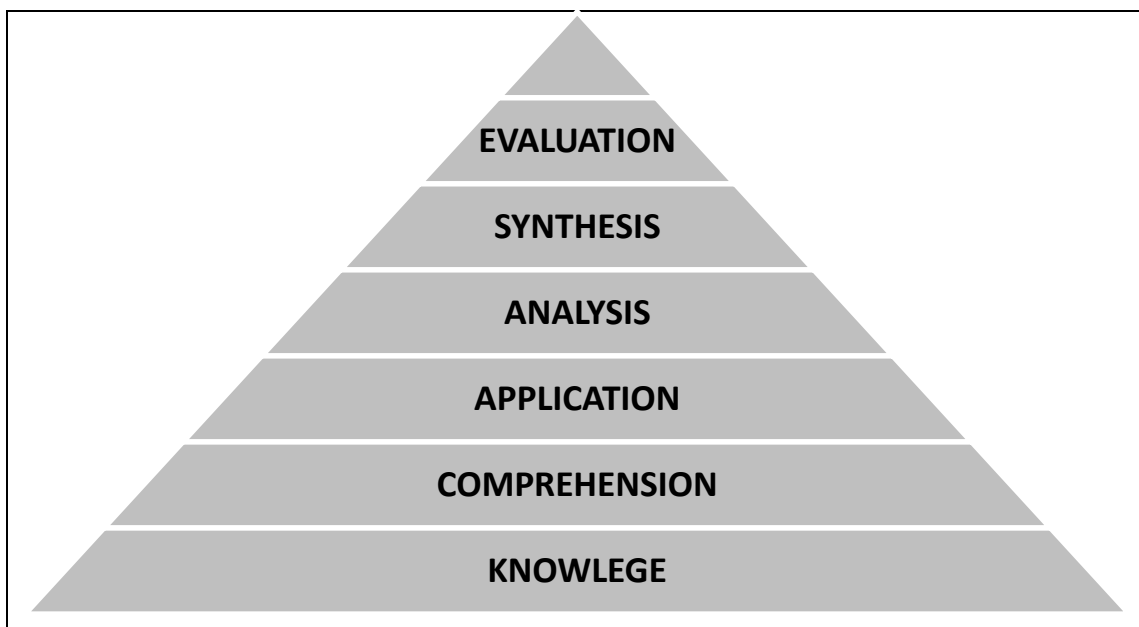 EVALUATION
SYNTHESIS
ANALYSIS
APPLICATION
COMPREHENSION
KNOWLEGE